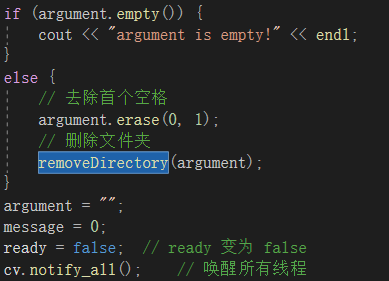 if (argument.empty()) {
    cout << "argument is empty!" << endl;
}
else {
    // 去除首个空格
    argument.erase(0, 1);
    // 删除文件夹
    removeDirectory(argument);
}
argument = "";
message = 0;
ready = false;  // ready 变为 false
cv.notify_all();    // 唤醒所有线程